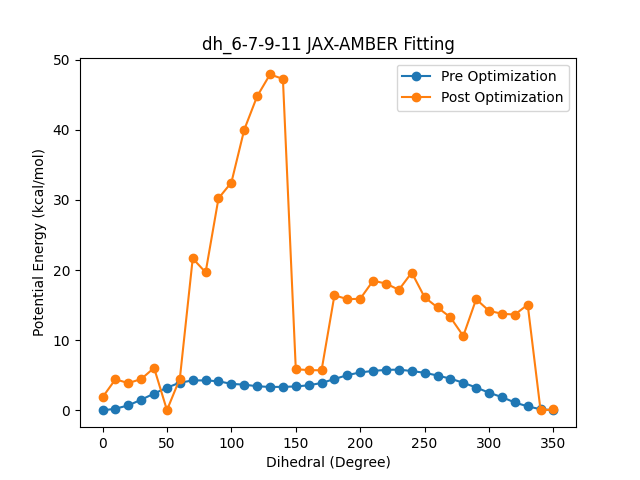 dh_6-7-9-11 JAX-AMBER Fitting
Pre Optimization
Post Optimization
Potential Energy (kcal/mol)
50
40
30
20
10
0
0 50 100 150 200 250 300 350
Dihedral (Degree)